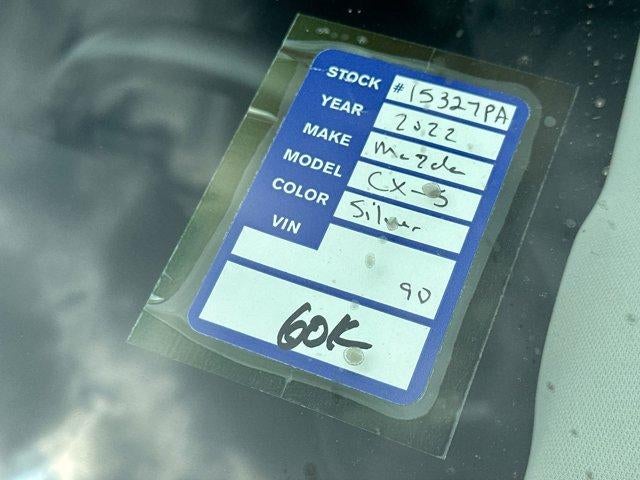 STOCK #15327PA
YEAR 2022
MAKE Mazda
MODEL CX-5
COLOR Silver
VIN
90
60K